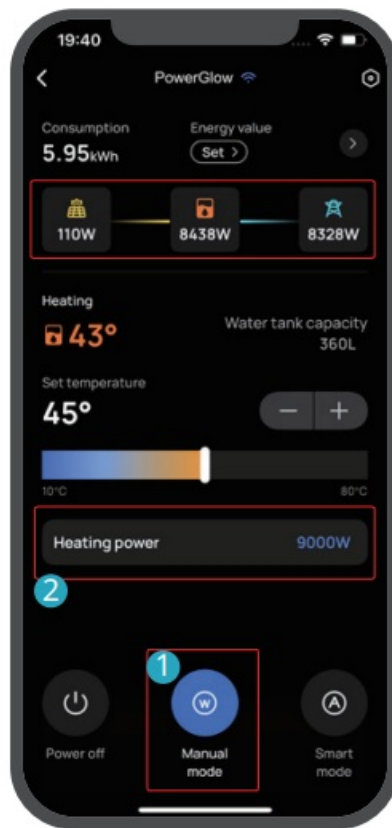 19:40
PowerGlow
Consumption Energy value
5.95kWh Set >
110W 8438W 8328W
Heating
43° Water tank capacity
360L
Set temperature
45° − +
10°C 80°C
Heating power 9000W
2
1
W A
Power off Manual Smart
mode mode